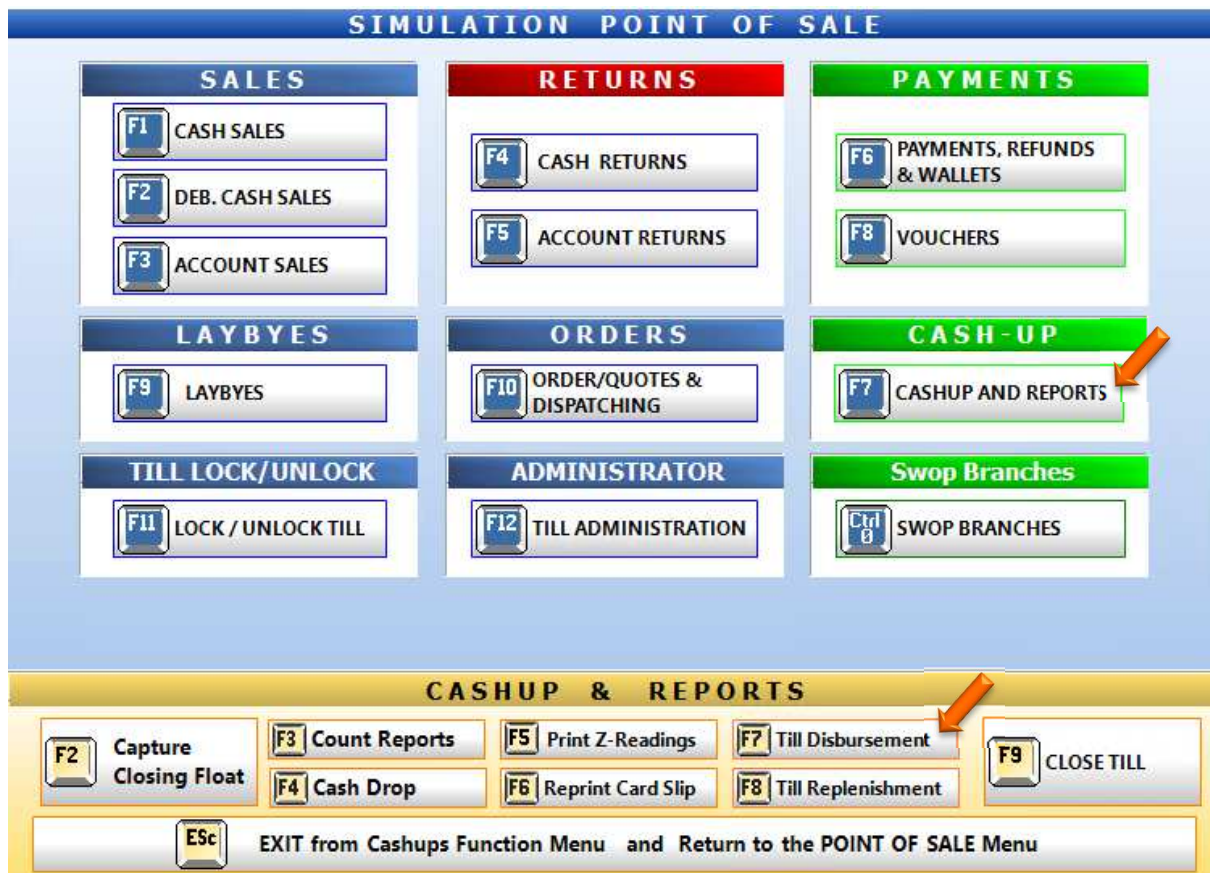 SIMULATION POINT OF SALE
SALES
F1 CASH SALES
F2 DEB. CASH SALES
F3 ACCOUNT SALES
RETURNS
F4 CASH RETURNS
F5 ACCOUNT RETURNS
PAYMENTS
F6 PAYMENTS, REFUNDS
& WALLETS
F8 VOUCHERS
LAYBYES
F9 LAYBYES
ORDERS
F10 ORDER/QUOTES &
DISPATCHING
CASH-UP
F7 CASHUP AND REPORTS
TILL LOCK/UNLOCK
F11 LOCK / UNLOCK TILL
ADMINISTRATOR
F12 TILL ADMINISTRATION
Swop Branches
Ctrl
0
SWOP BRANCHES
CASHUP & REPORTS
F2 Capture
Closing Float
F3 Count Reports
F4 Cash Drop
F5 Print Z-Readings
F6 Reprint Card Slip
F7 Till Disbursement
F8 Till Replenishment
F9 CLOSE TILL
ESc EXIT from Cashups Function Menu and Return to the POINT OF SALE Menu